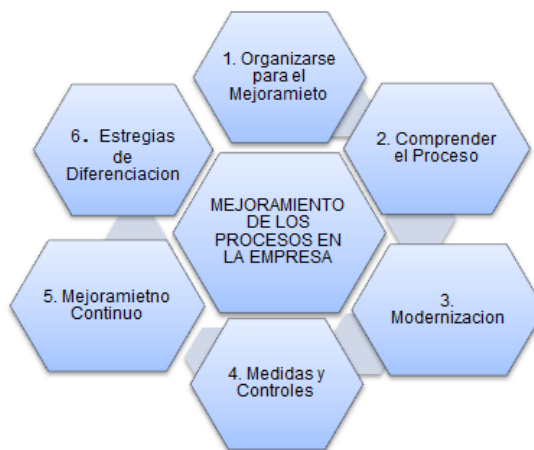 1. Organizarse
para el
Mejoramieto
2. Comprender
el Proceso
3.
Modernizacion
4. Medidas y
Controles
5. Mejoramietno
Continuo
6. Estregias
de
Diferenciacion
MEJORAMIENTO
DE LOS
PROCESOS EN
LA EMPRESA